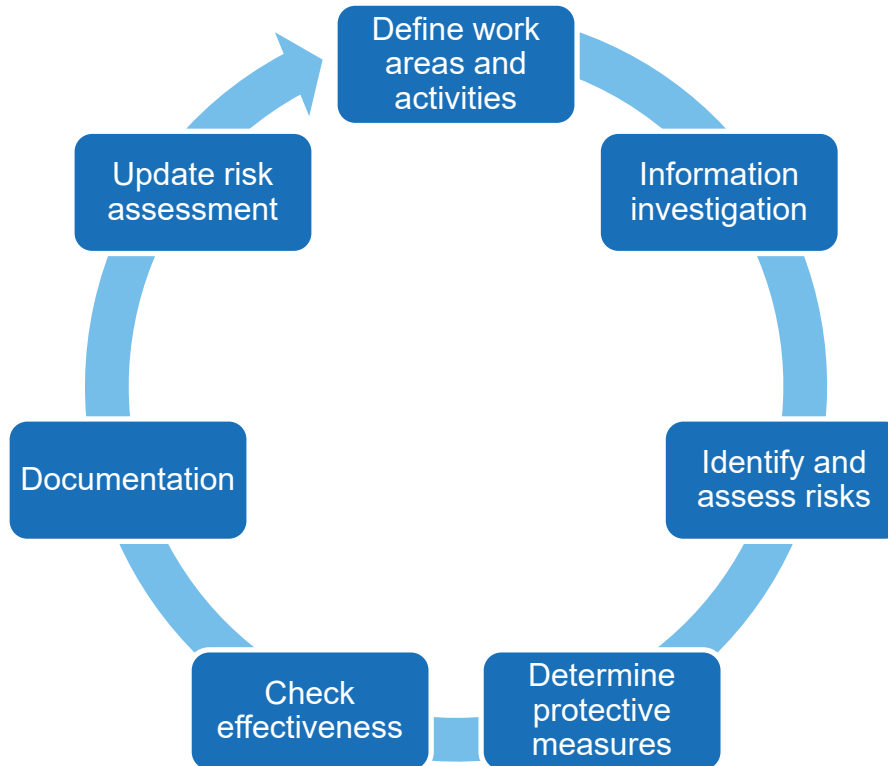 Define work
areas and
activities
Information
investigation
Identify and
assess risks
Determine
protective
measures
Check
effectiveness
Documentation
Update risk
assessment